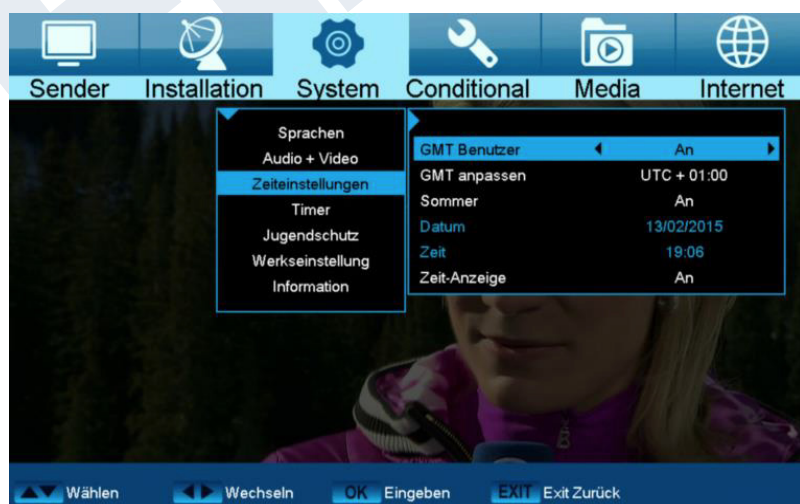 Sender Installation System Conditional Media Internet
Sprachen
Audio + Video
Zeiteinstellungen
Timer
Jugendschutz
Werkseinstellung
Information
GMT Benutzer An
GMT anpassen UTC + 01:00
Sommer An
Datum 13/02/2015
Zeit 19:06
Zeit-Anzeige An
Wählen Wechseln OK Eingeben EXIT Exit Zurück